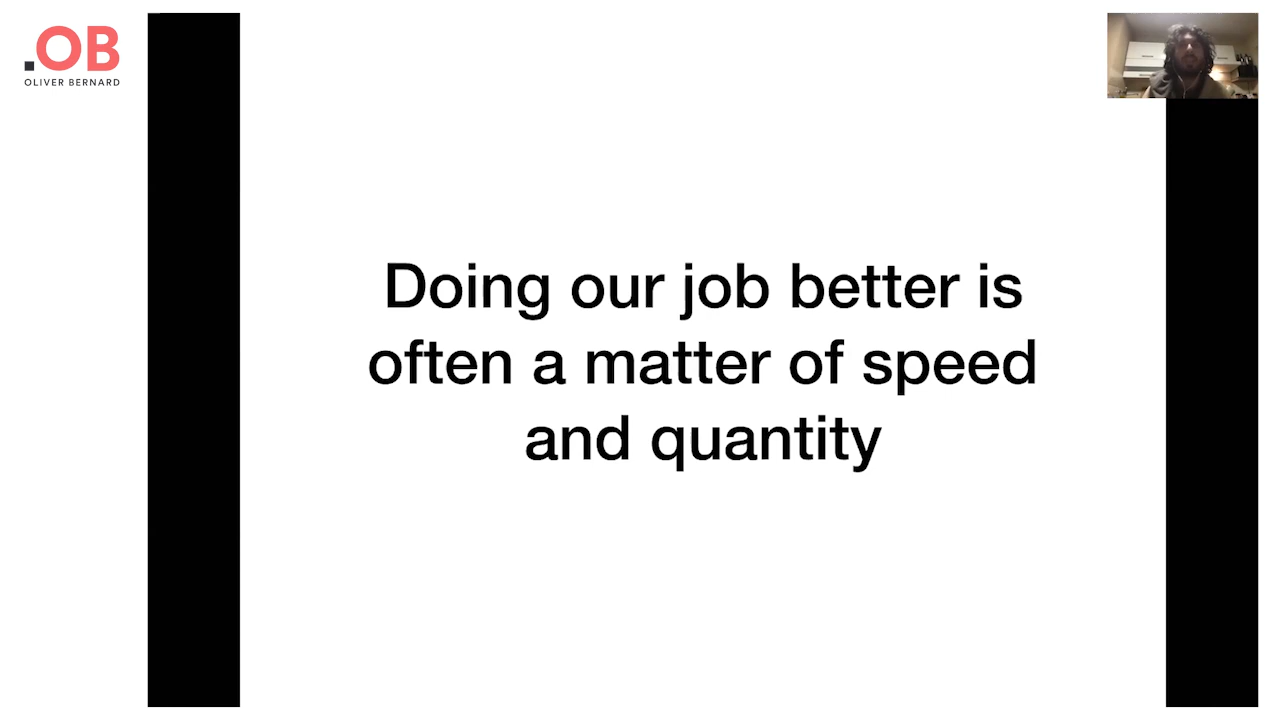 .OB
OLIVER BERNARD
Doing our job better is
often a matter of speed
and quantity